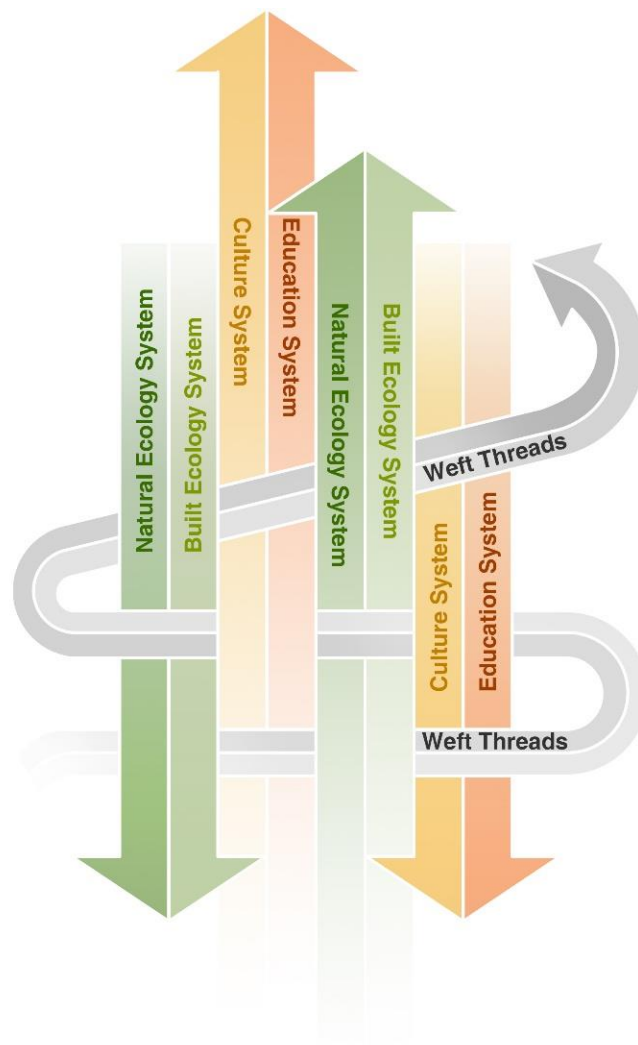 Natural Ecology System
Built Ecology System
Culture System
Education System
Natural Ecology System
Built Ecology System
Culture System
Education System
Weft Threads
Weft Threads